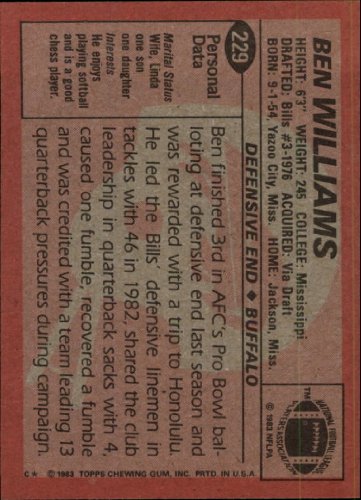 229
BEN WILLIAMS
HEIGHT: 6'3" WEIGHT: 245 COLLEGE: Mississippi
DRAFTED: Bills #3-1976 ACQUIRED: Via Draft
BORN: 9-1-54, Yazoo City, Miss. HOME: Jackson, Miss.
DEFENSIVE END ◆ BUFFALO
Personal
Data
Marital Status
Wife, Linda
one son
one daughter
Interests
He enjoys
playing softball
and is a good
chess player.
Ben finished 3rd in AFC's Pro Bowl bal-
loting at defensive end last season and
was rewarded with a trip to Honolulu.
He led the Bills' defensive linemen in
tackles with 46 in 1982, shared the club
leadership in quarterback sacks with 4,
caused one fumble, recovered a fumble
and was credited with a team leading 13
quarterback pressures during campaign.
NATIONAL FOOTBALL LEAGUE
PLAYERS ASSOCIATION
TM
©1983 NFLPA
C* ©1983 TOPPS CHEWING GUM, INC. PRTD. IN U.S.A.